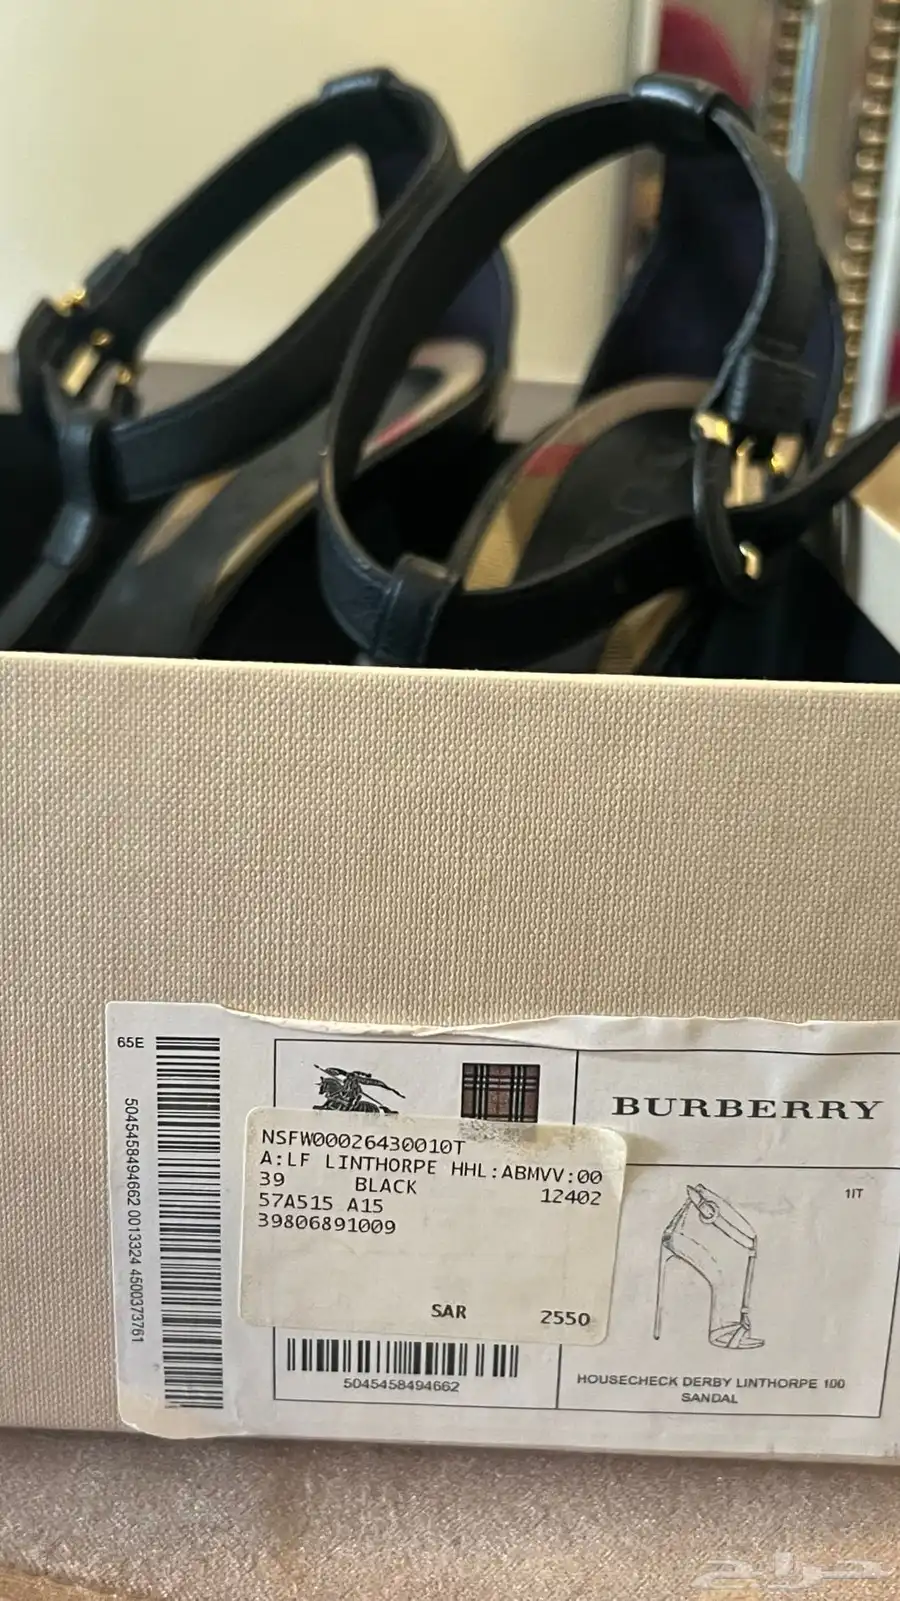 65E
5045458494662 0013324 4500373761
BURBERRY
NSFW00026430010T
A:LF LINTHORPE HHL:ABMVV:00
39 BLACK 12402
57A515 A15
39806891009
SAR 2550
5045458494662
1IT
HOUSECHECK DERBY LINTHORPE 100
SANDAL
حراج